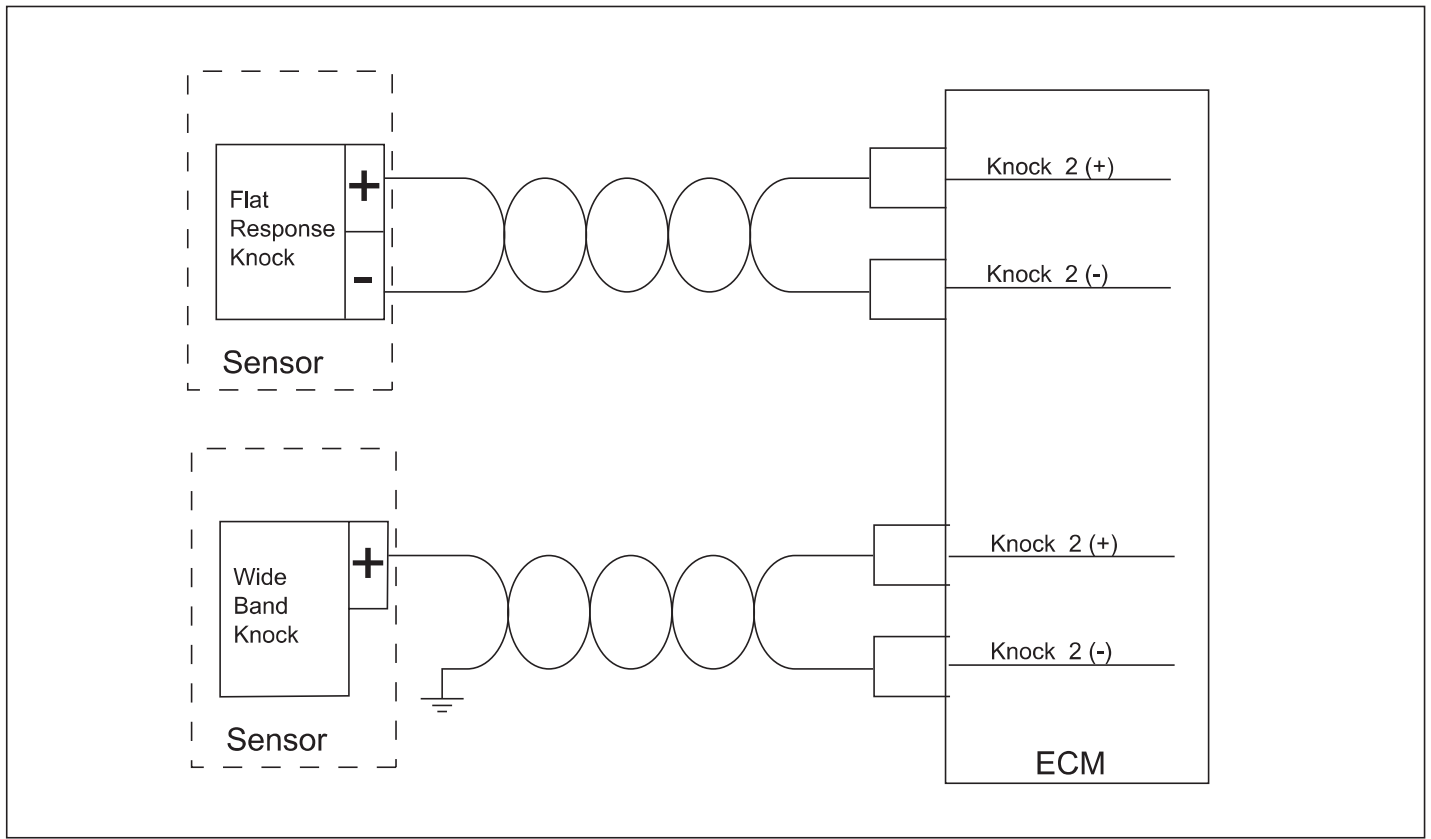 Flat
Response
Knock
+
-
Sensor
Knock 2 (+)
Knock 2 (-)
Wide
Band
Knock
+
Sensor
Knock 2 (+)
Knock 2 (-)
ECM